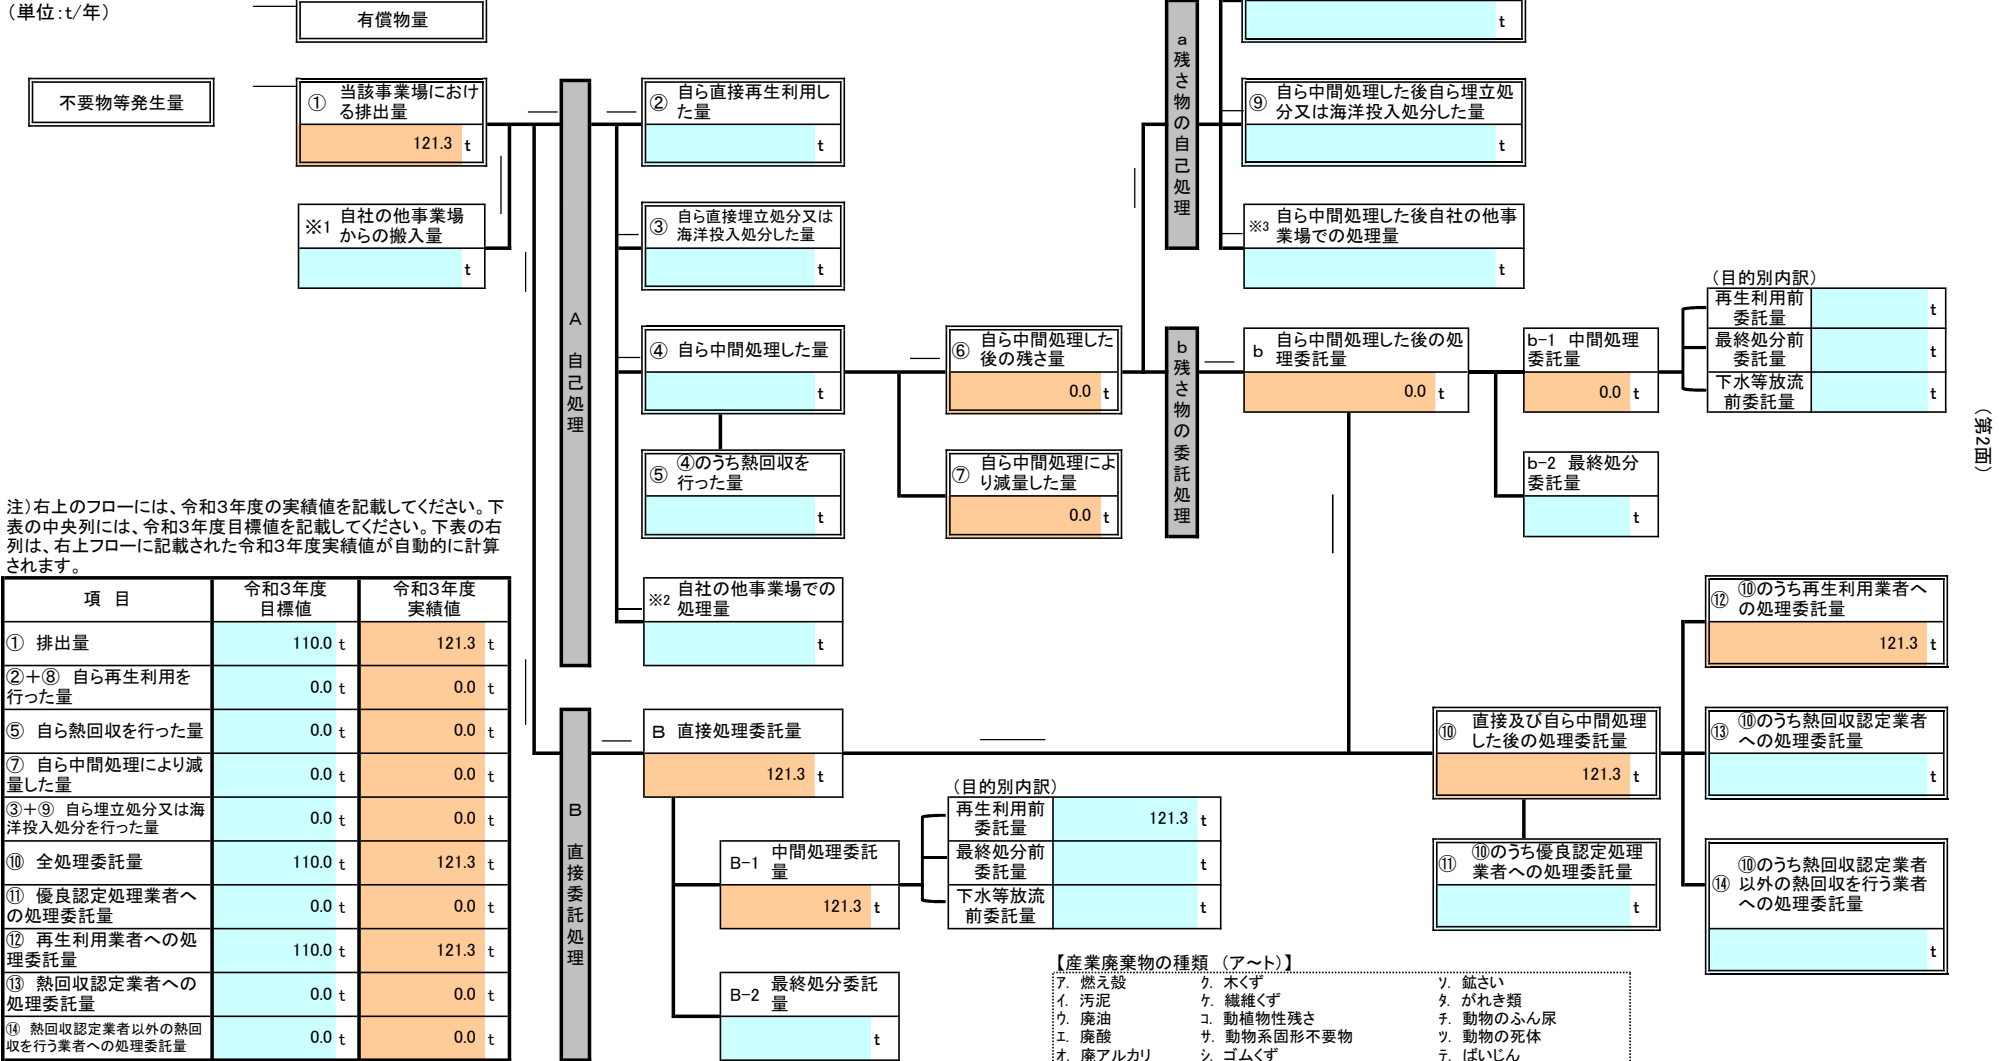 （単位：t/年）
有償物量
t
不要物等発生量
① 当該事業場におけ
る排出量
121.3 t
※1 自社の他事業場
からの搬入量
t
A 自己処理
② 自ら直接再生利用し
た量
t
③ 自ら直接埋立処分又は
海洋投入処分した量
t
④ 自ら中間処理した量
t
⑤ ④のうち熱回収を
行った量
t
※2 自社の他事業場での
処理量
t
⑥ 自ら中間処理した
後の残さ量
0.0 t
⑦ 自ら中間処理によ
り減量した量
0.0 t
a 残さ物の自己処理
⑨ 自ら中間処理した後自ら埋立処
分又は海洋投入処分した量
t
※3 自ら中間処理した後自社の他事
業場での処理量
t
b 残さ物の委託処理
b 自ら中間処理した後の処
理委託量
0.0 t
b-1 中間処理
委託量
0.0 t
（目的別内訳）
再生利用前
委託量
t
最終処分前
委託量
t
下水等放流
前委託量
t
b-2 最終処分
委託量
t
（第2面）
注）右上のフローには、令和3年度の実績値を記載してください。下
表の中央列には、令和3年度目標値を記載してください。下表の右
列は、右上フローに記載された令和3年度実績値が自動的に計算
されます。
項 目 令和3年度目標値 令和3年度実績値
① 排出量 110.0 t 121.3 t
②＋⑧ 自ら再生利用を
行った量 0.0 t 0.0 t
⑤ 自ら熱回収を行った量 0.0 t 0.0 t
⑦ 自ら中間処理により減
量した量 0.0 t 0.0 t
③＋⑨ 自ら埋立処分又は海
洋投入処分を行った量 0.0 t 0.0 t
⑩ 全処理委託量 110.0 t 121.3 t
⑪ 優良認定処理業者へ
の処理委託量 0.0 t 0.0 t
⑫ 再生利用業者への処
理委託量 110.0 t 121.3 t
⑬ 熱回収認定業者への
処理委託量 0.0 t 0.0 t
⑭ 熱回収認定業者以外の熱回
収を行う業者への処理委託量 0.0 t 0.0 t
B 直接委託処理
B 直接処理委託量
121.3 t
B-1 中間処理委託
量
121.3 t
（目的別内訳）
再生利用前
委託量
121.3 t
最終処分前
委託量
t
下水等放流
前委託量
t
B-2 最終処分委託
量
t
⑩ 直接及び自ら中間処理
した後の処理委託量
121.3 t
⑪ ⑩のうち優良認定処理
業者への処理委託量
t
⑫ ⑩のうち再生利用業者へ
の処理委託量
121.3 t
⑬ ⑩のうち熱回収認定業者
への処理委託量
t
⑭ ⑩のうち熱回収認定業者
以外の熱回収を行う業者
への処理委託量
t
【産業廃棄物の種類 （ア～ト）】
ア. 燃え殻 ク. 木くず ソ. 鉱さい
イ. 汚泥 ケ. 繊維くず タ. がれき類
ウ. 廃油 コ. 動植物性残さ チ. 動物のふん尿
エ. 廃酸 サ. 動物系固形不要物 ツ. 動物の死体
オ. 廃アルカリ シ. ゴムくず テ. ばいじん